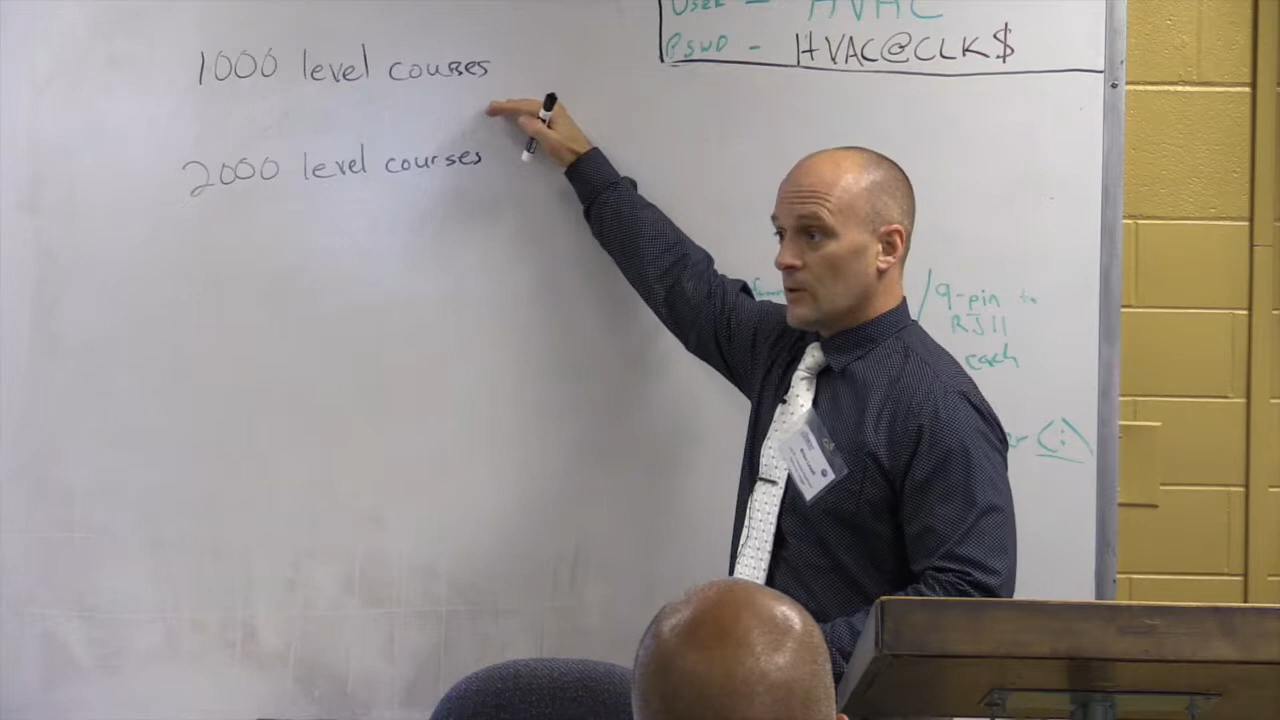 User - HVAC
PSWD - HVAC@CLK$
1000 level courses
2000 level courses
/ 9-pin to
RJ11
each
C:\